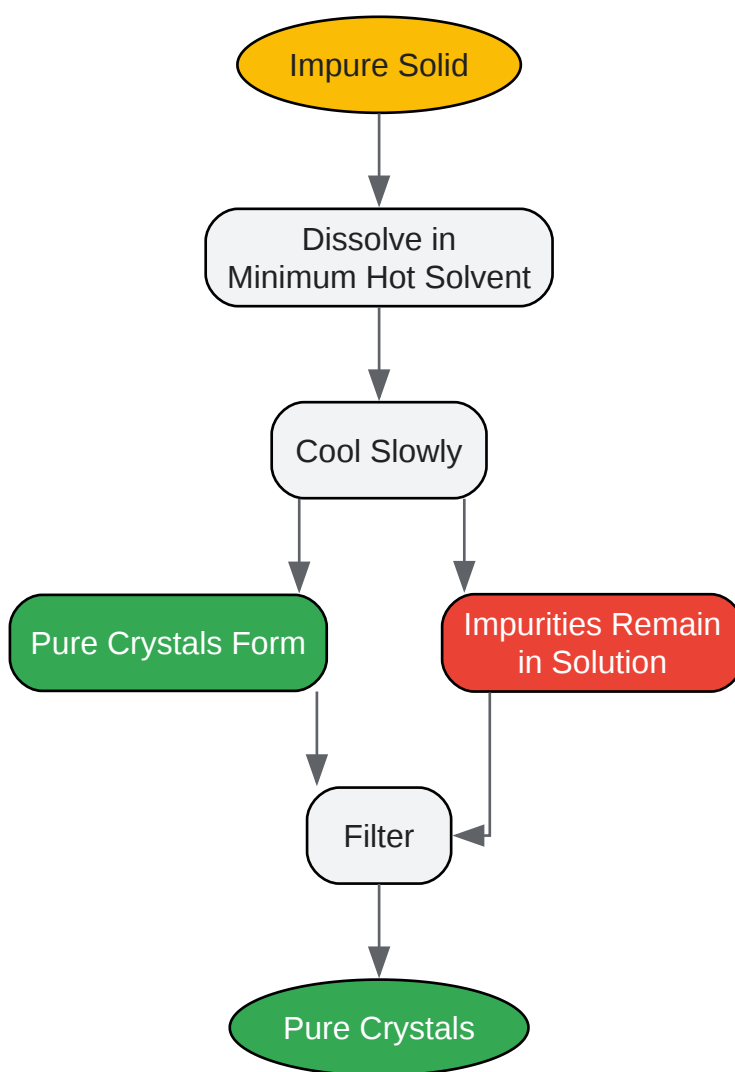 Impure Solid
Dissolve in
Minimum Hot Solvent
Cool Slowly
Pure Crystals Form
Impurities Remain
in Solution
Filter
Pure Crystals